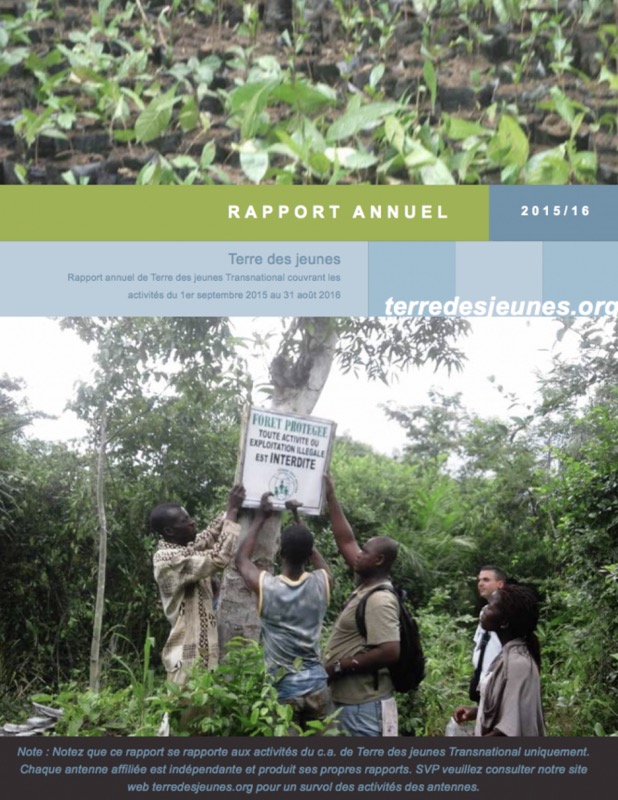 RAPPORT ANNUEL
2015/16
Terre des jeunes
Rapport annuel de Terre des jeunes Transnational couvrant les
activités du 1er septembre 2015 au 31 août 2016
terredesjeunes.org
FORET PROTEGEE
TOUTE ACTIVITE OU
EXPLOITATION ILLEGALE
EST INTERDITE
Note : Notez que ce rapport se rapporte aux activités du c.a. de Terre des jeunes Transnational uniquement.
Chaque antenne affiliée est indépendante et produit ses propres rapports. SVP veuillez consulter notre site
web terredesjeunes.org pour un survol des activités des antennes.